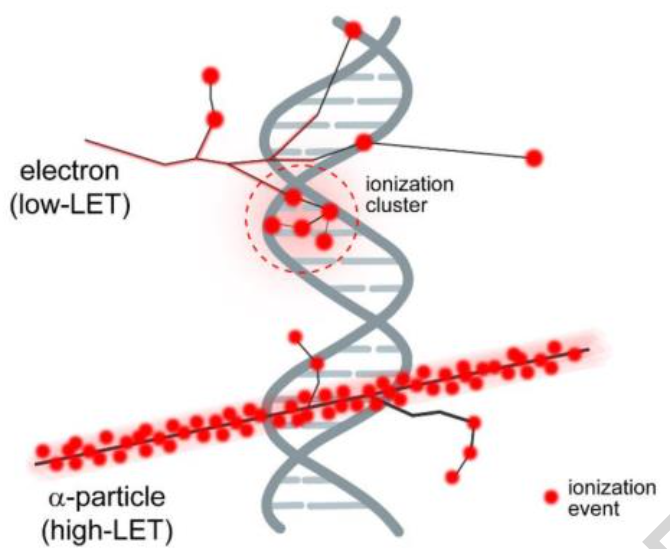 electron
(low-LET)
ionization
cluster
α-particle
(high-LET)
ionization
event